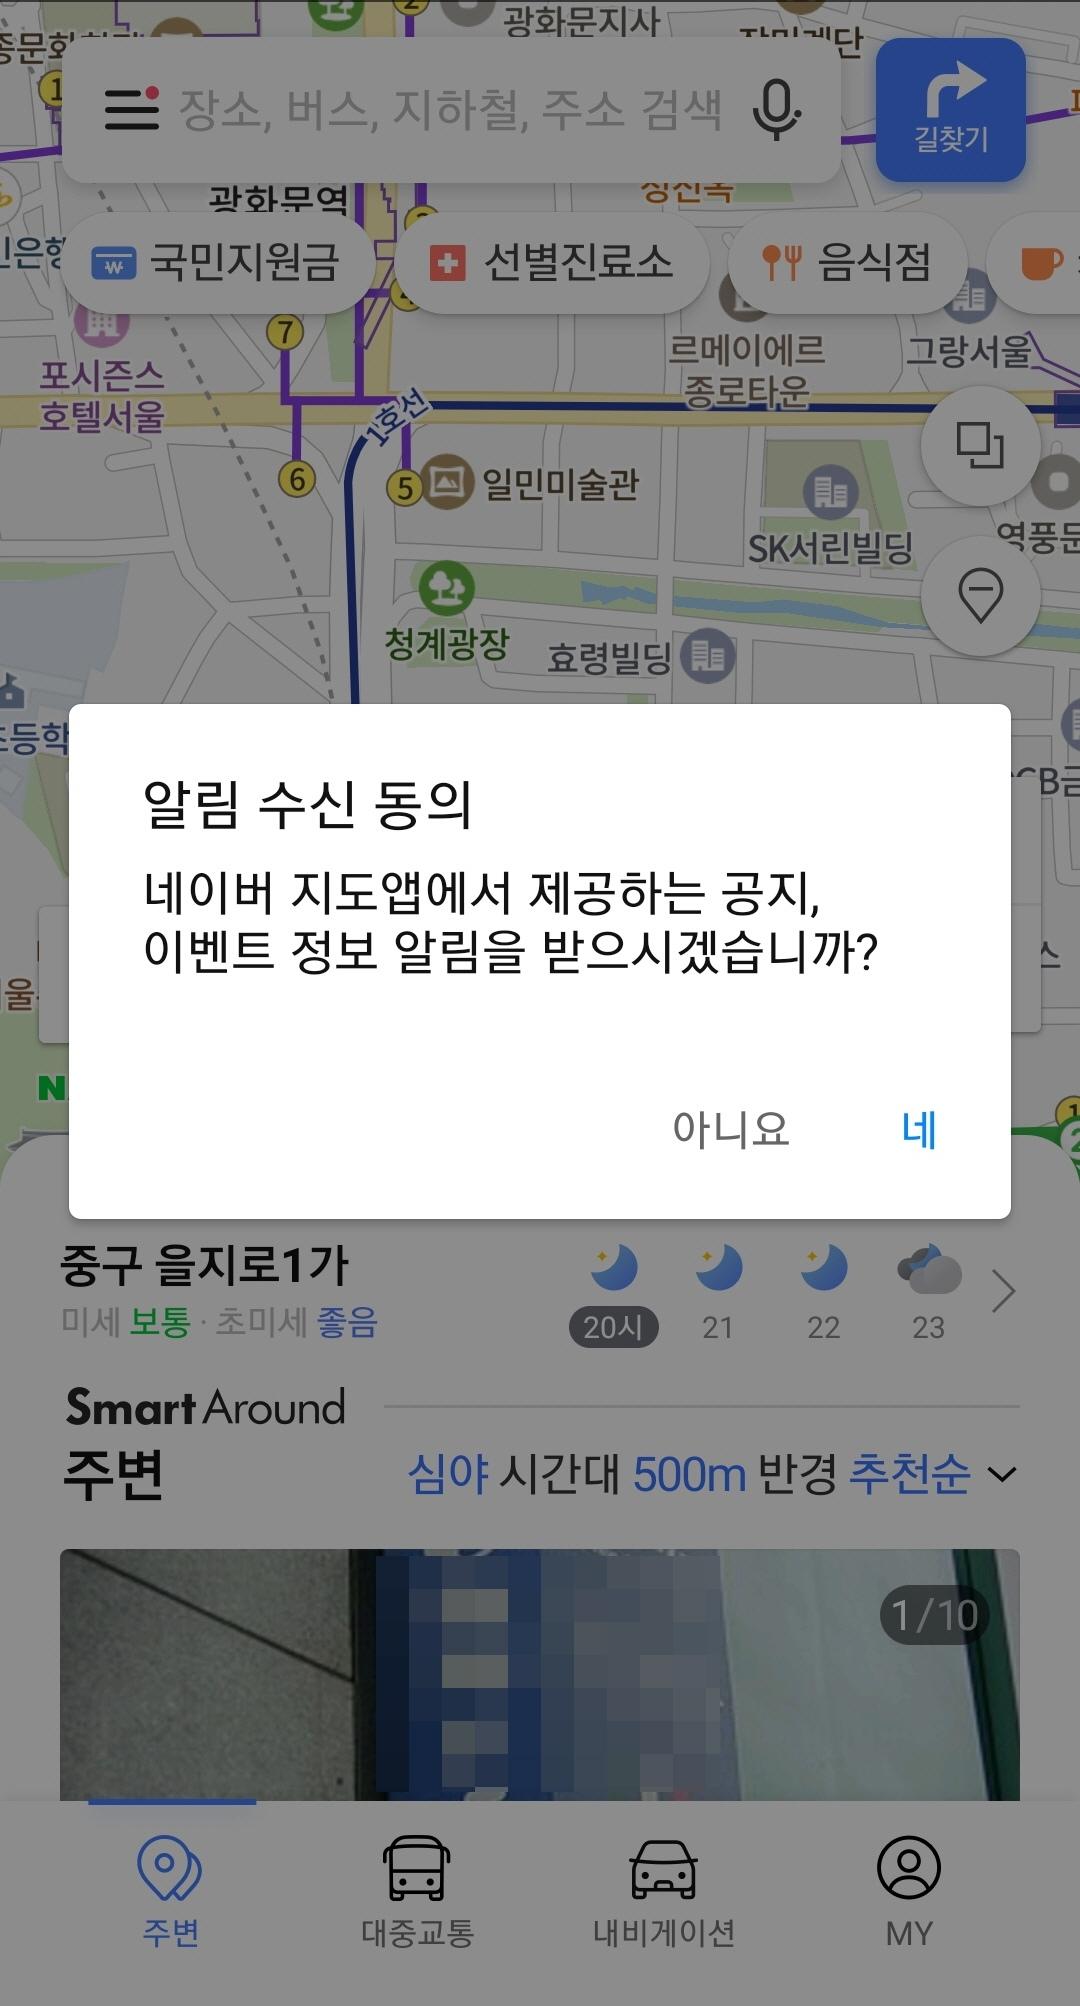 2
광화문지사
1
장소, 버스, 지하철, 주소 검색
길찾기
광화문역
국민지원금
선별진료소
음식점
7
포시즌스
호텔서울
르메이에르
종로타운
그랑서울
1호선
6
5
일민미술관
SK서린빌딩
영풍문
청계광장
효령빌딩
초등학
알림 수신 동의
네이버 지도앱에서 제공하는 공지,
이벤트 정보 알림을 받으시겠습니까?
아니요
네
중구 을지로1가
미세 보통 · 초미세 좋음
20시
21
22
23
Smart Around
주변
심야 시간대 500m 반경 추천순
1/10
주변
대중교통
내비게이션
MY